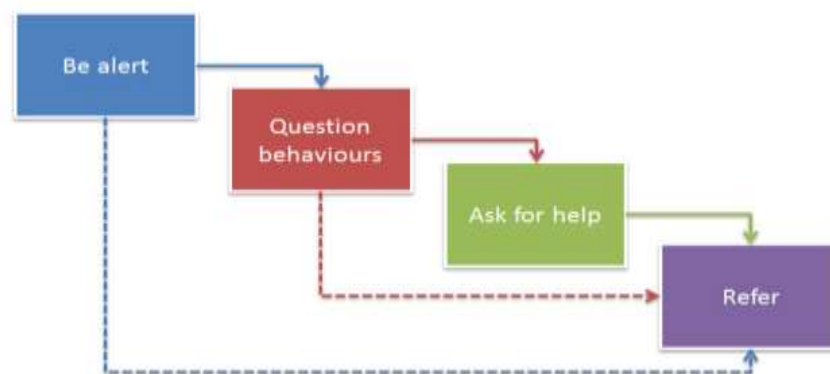 Be alert
Question
behaviours
Ask for help
Refer